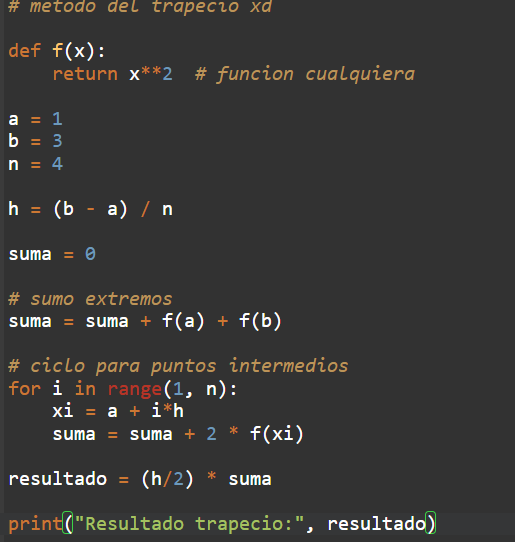 # metodo del trapecio xd
def f(x):
    return x**2  # funcion cualquiera
a = 1
b = 3
n = 4
h = (b - a) / n
suma = 0
# sumo extremos
suma = suma + f(a) + f(b)
# ciclo para puntos intermedios
for i in range(1, n):
    xi = a + i*h
    suma = suma + 2 * f(xi)
resultado = (h/2) * suma
print("Resultado trapecio:", resultado)